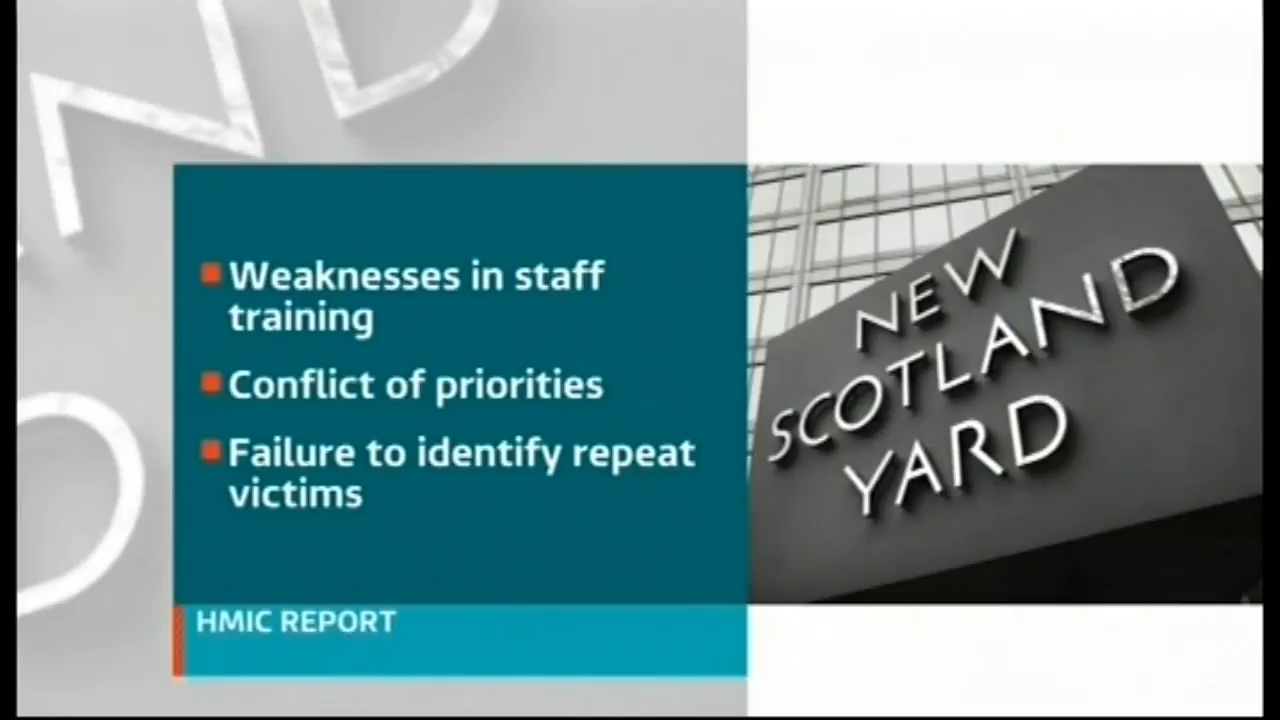 Weaknesses in staff
training
Conflict of priorities
Failure to identify repeat
victims
HMIC REPORT
NEW
SCOTLAND
YARD